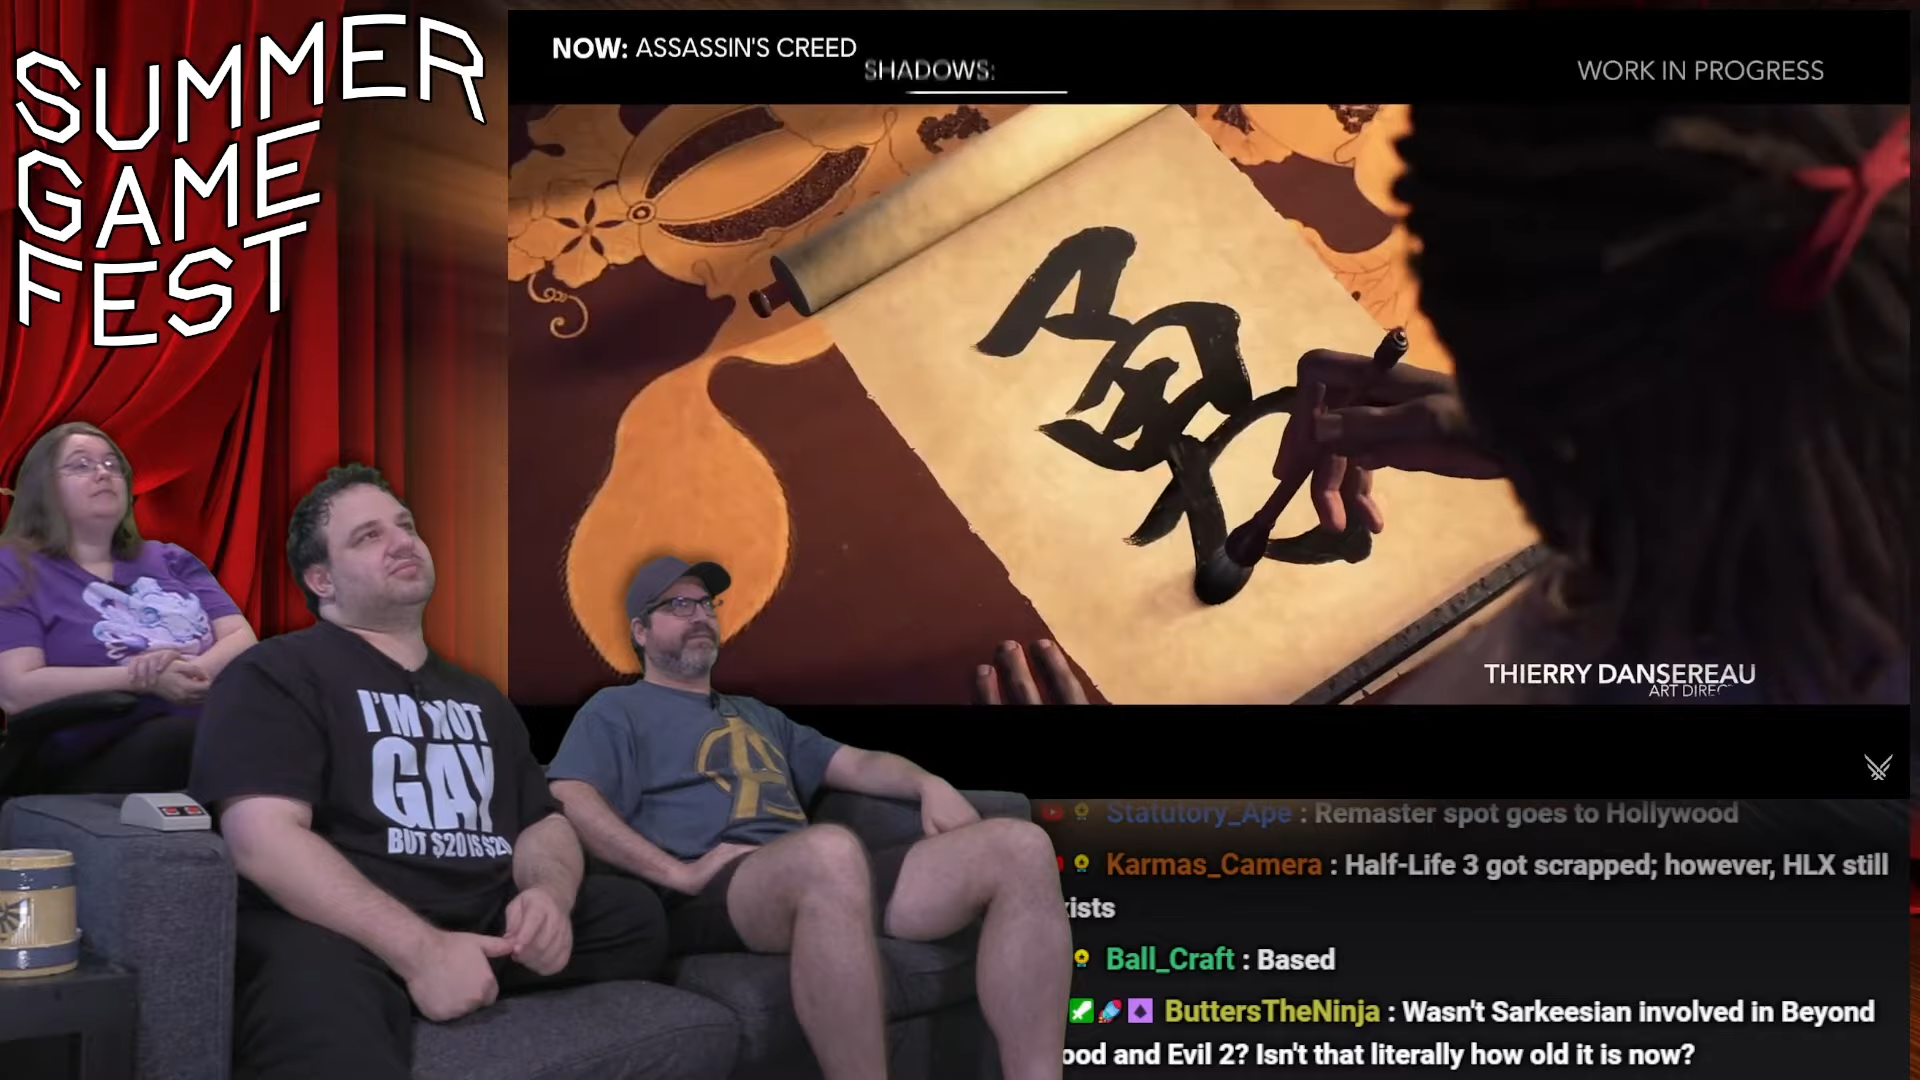 SUMMER
GAME
FEST
NOW: ASSASSIN'S CREED
SHADOWS:
WORK IN PROGRESS
THIERRY DANSEREAU
ART DIREC
I'M NOT
GAY
BUT $20 IS $20
Statutory_Ape : Remaster spot goes to Hollywood
Karmas_Camera : Half-Life 3 got scrapped; however, HLX still
xists
Ball_Craft : Based
ButtersTheNinja : Wasn't Sarkeesian involved in Beyond
ood and Evil 2? Isn't that literally how old it is now?